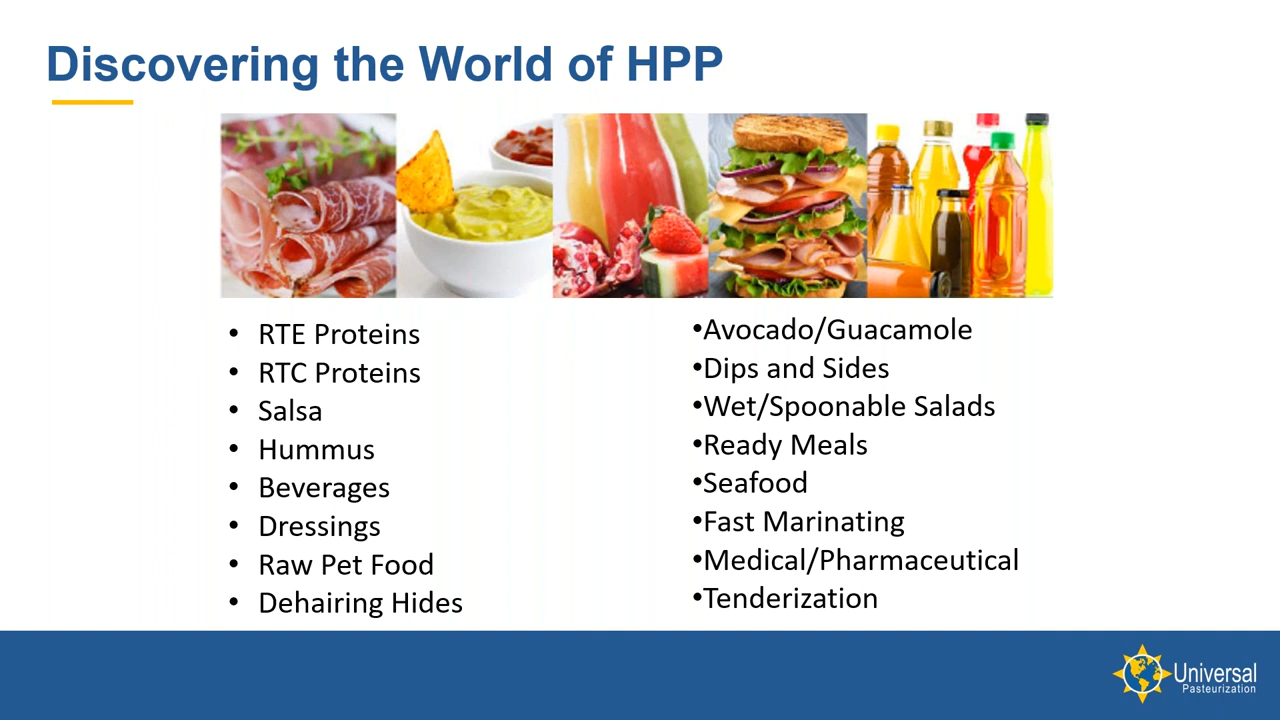 Discovering the World of HPP
• RTE Proteins
• RTC Proteins
• Salsa
• Hummus
• Beverages
• Dressings
• Raw Pet Food
• Dehairing Hides
•Avocado/Guacamole
•Dips and Sides
•Wet/Spoonable Salads
•Ready Meals
•Seafood
•Fast Marinating
•Medical/Pharmaceutical
•Tenderization
Universal
Pasteurization